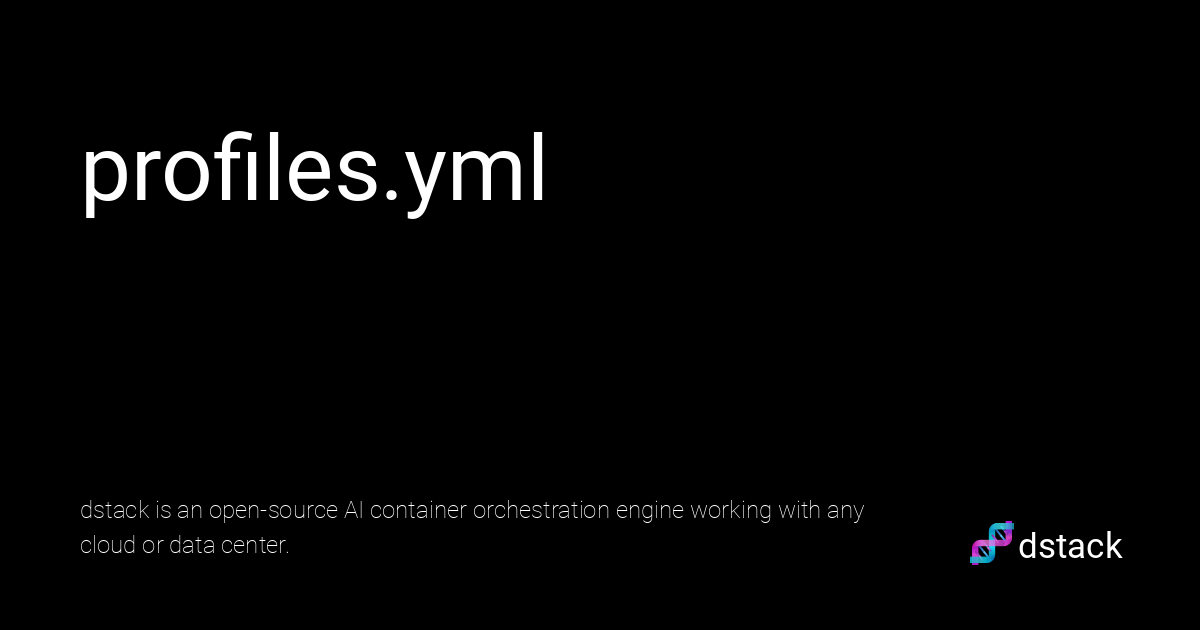 profiles.yml
dstack is an open-source AI container orchestration engine working with any
cloud or data center.
dstack